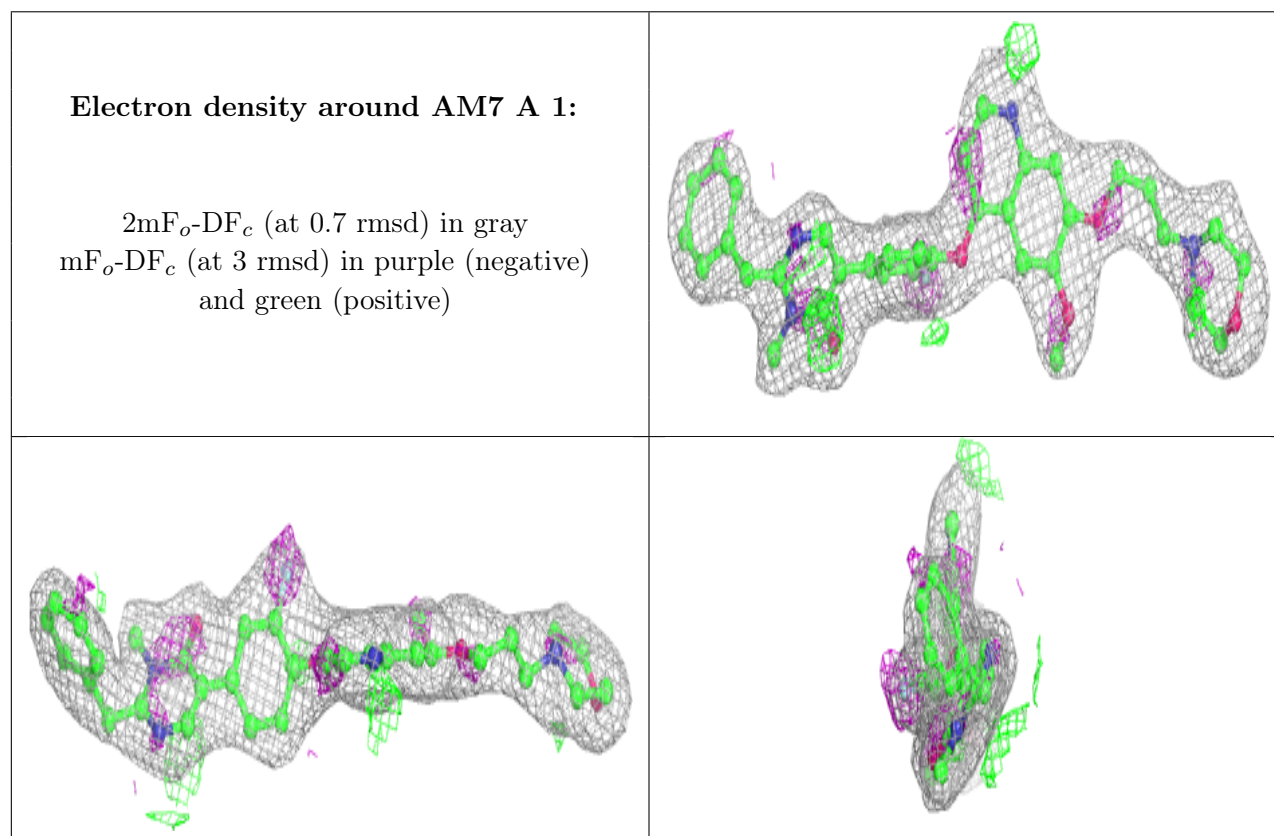 Electron density around AM7 A 1:
2mFₒ-DF𝒸 (at 0.7 rmsd) in gray
mFₒ-DF𝒸 (at 3 rmsd) in purple (negative)
and green (positive)